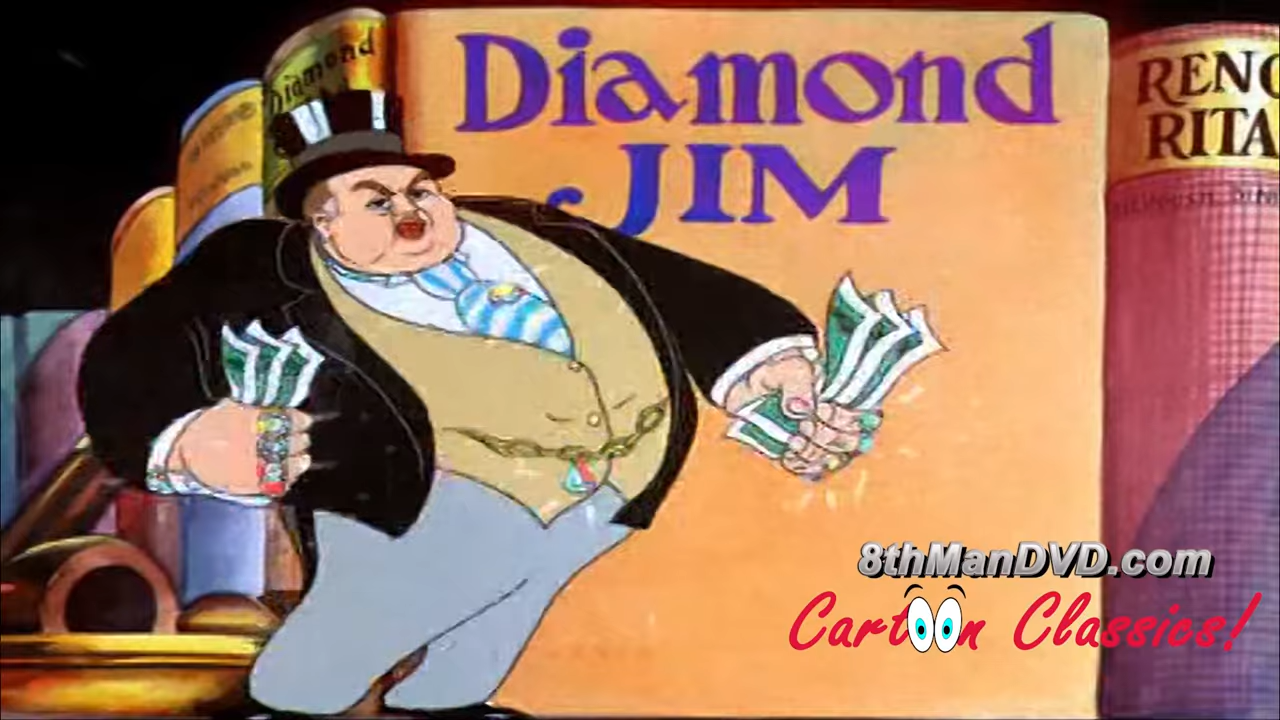 Diamond
Diamond
JIM
RENO
RITA
8thManDVD.com
Cartoon Classics!